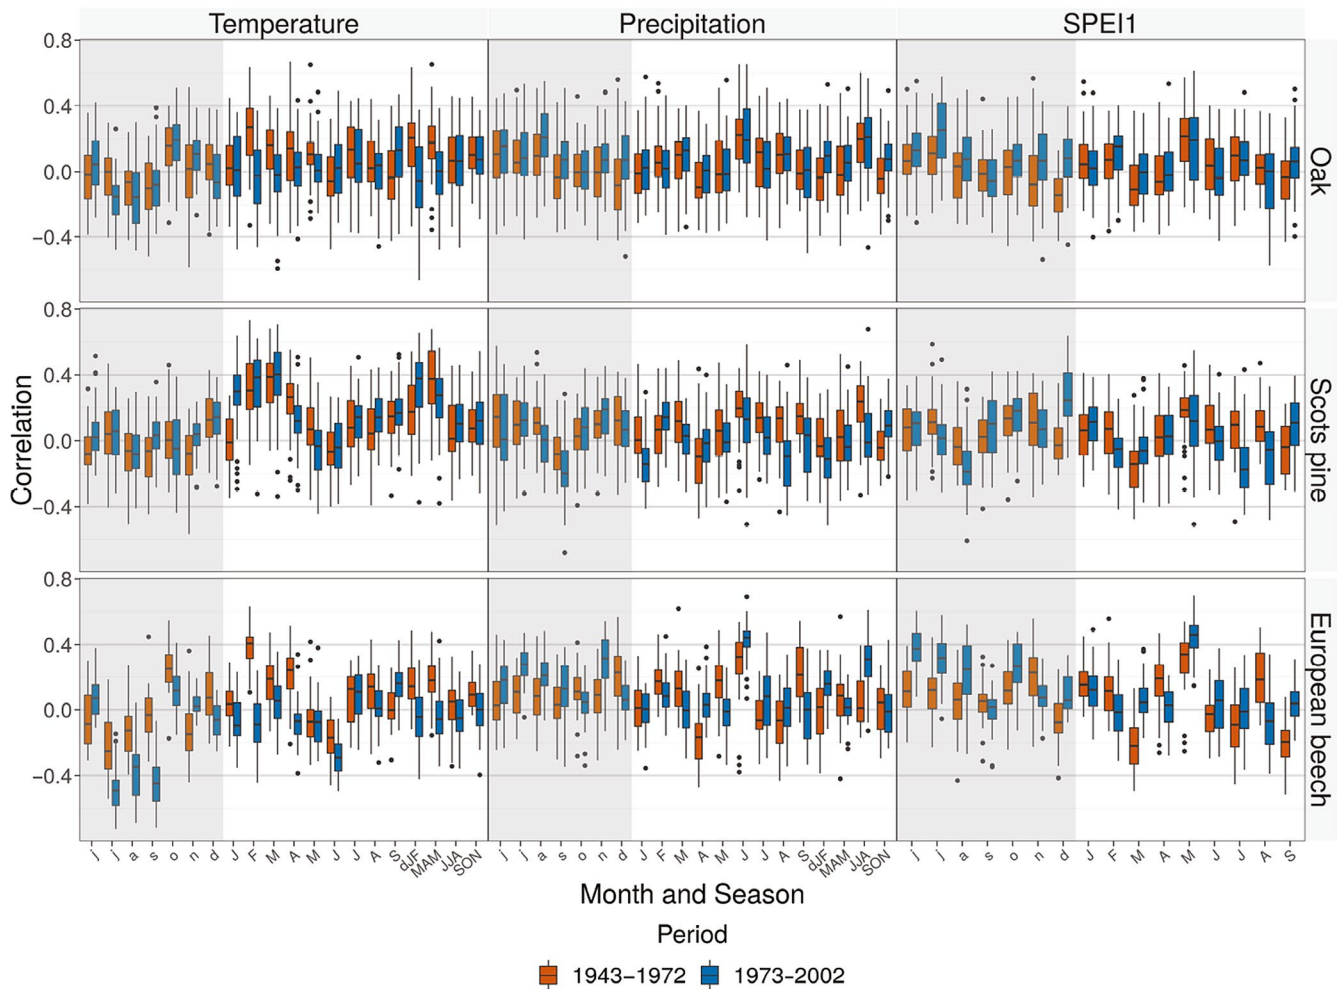 Temperature Precipitation SPEI1
0.8
0.4
0.0
−0.4
Oak
0.8
0.4
0.0
−0.4
Scots pine
0.8
0.4
0.0
−0.4
European beech
Correlation
j j a s o n d J F M A M J J A S dJF MAM JJA SON j j a s o n d J F M A M J J A S dJF MAM JJA SON j j a s o n d J F M A M J J A S
Month and Season
Period
1943−1972 1973−2002